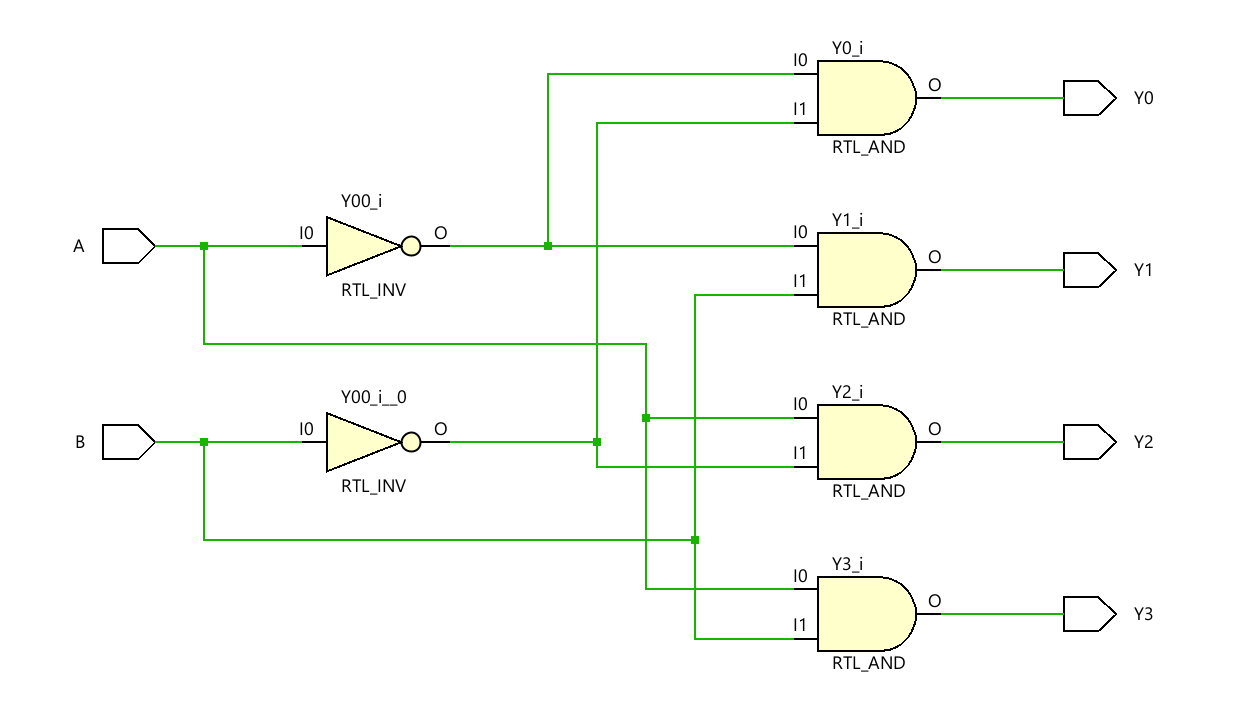 Y0_i
I0
O
I1
Y0
RTL_AND
Y00_i
A
I0
O
RTL_INV
Y1_i
I0
O
I1
Y1
RTL_AND
Y00_i__0
B
I0
O
RTL_INV
Y2_i
I0
O
I1
Y2
RTL_AND
Y3_i
I0
O
I1
Y3
RTL_AND